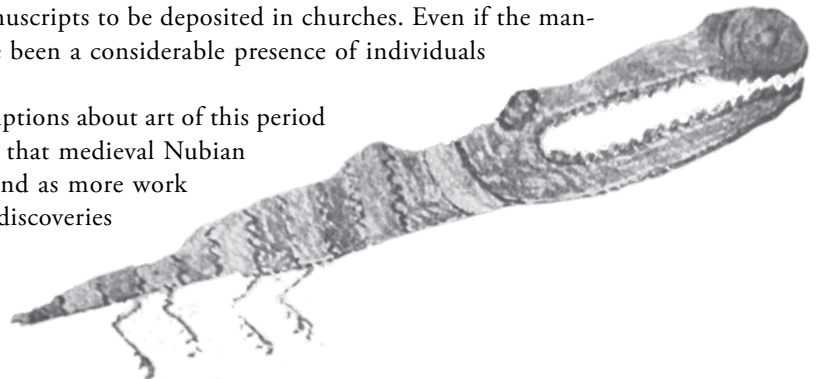 nuscripts to be deposited in churches. Even if the man-
been a considerable presence of individuals
ptions about art of this period
that medieval Nubian
nd as more work
discoveries